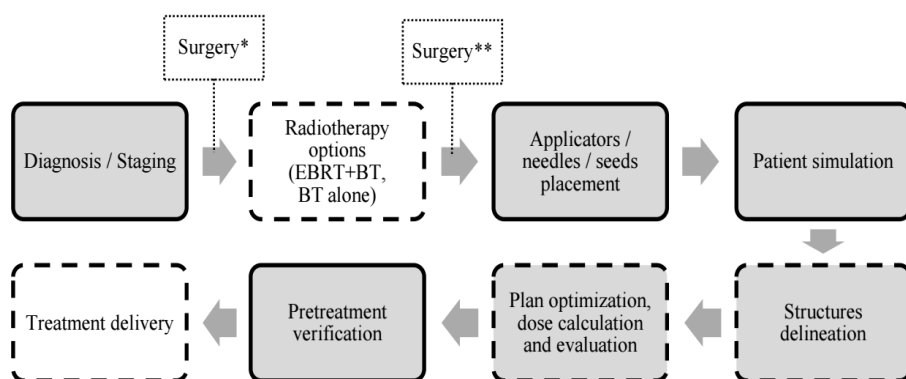 Surgery*
Surgery**
Diagnosis / Staging
Radiotherapy
options
(EBRT+BT,
BT alone)
Applicators /
needles / seeds
placement
Patient simulation
Treatment delivery
Pretreatment
verification
Plan optimization,
dose calculation
and evaluation
Structures
delineation